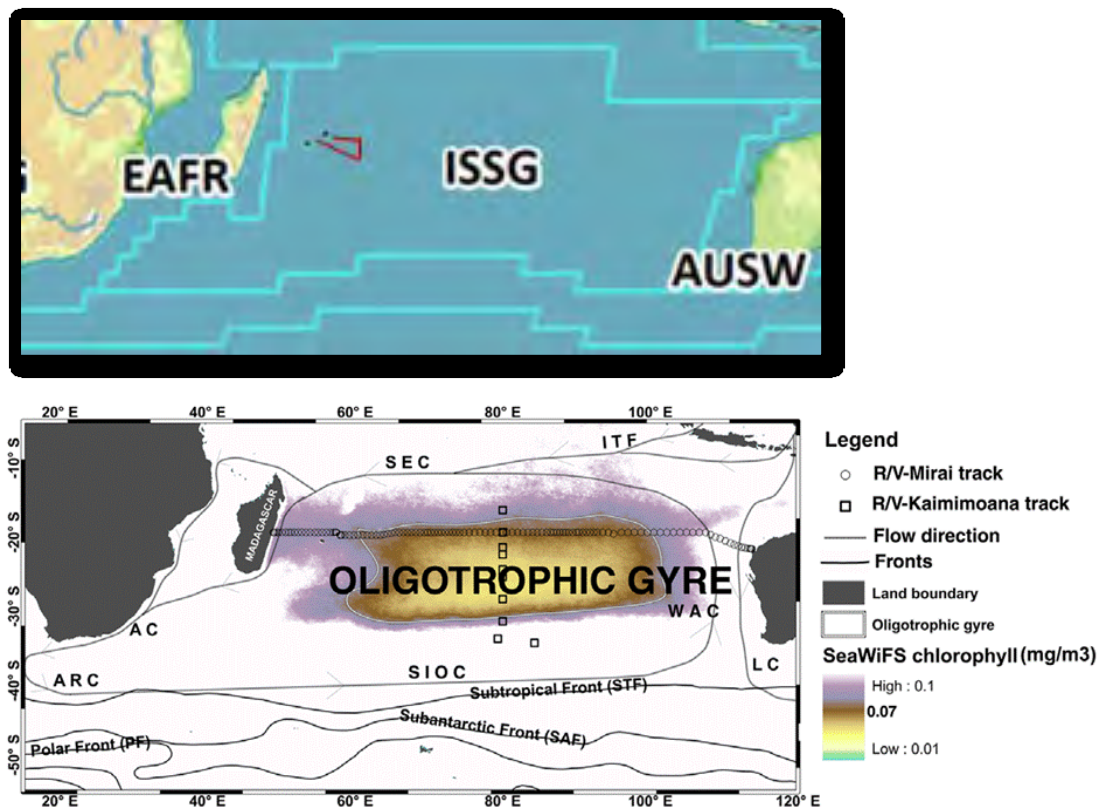 EAFR
ISSG
AUSW
20° E 40° E 60° E 80° E 100° E
-10° S
-20° S
-30° S
-40° S
-50° S
ITF
SEC
MADAGASCAR
OLIGOTROPHIC GYRE
WAC
AC
LC
ARC
SIOC
Subtropical Front (STF)
Subantarctic Front (SAF)
Polar Front (PF)
20° E 40° E 60° E 80° E 100° E 120° E
Legend
R/V-Mirai track
R/V-Kaimimoana track
Flow direction
Fronts
Land boundary
Oligotrophic gyre
SeaWiFS chlorophyll (mg/m3)
High : 0.1
0.07
Low : 0.01